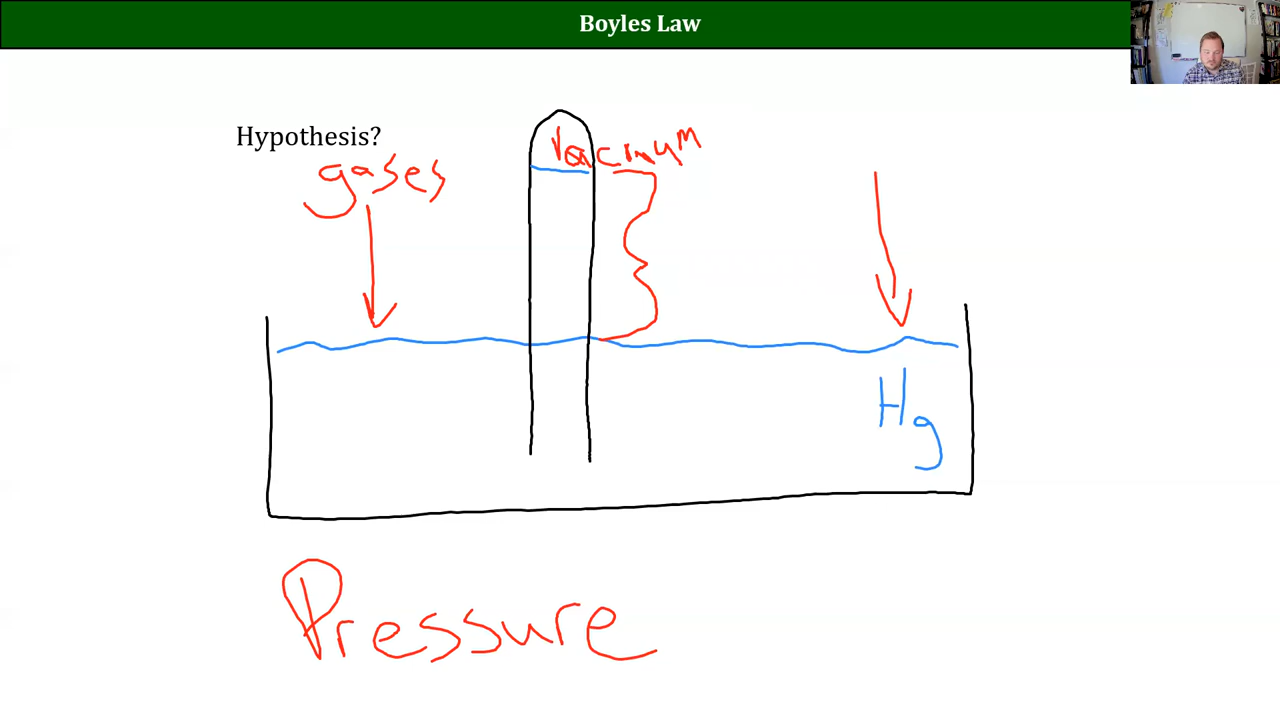 Boyles Law
Hypothesis?
gases
Vacuum
Hg
Pressure